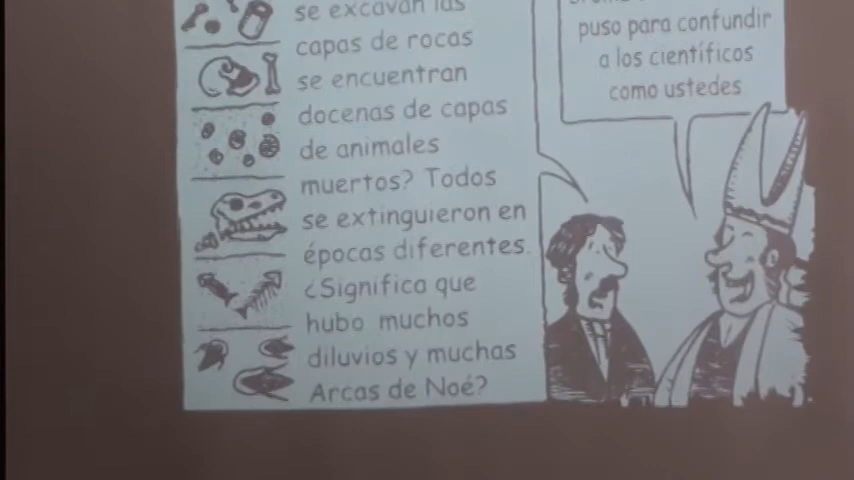 se excavan las
capas de rocas
se encuentran
docenas de capas
de animales
muertos? Todos
se extinguieron en
épocas diferentes.
¿Significa que
hubo muchos
diluvios y muchas
Arcas de Noé?
puso para confundir
a los científicos
como ustedes